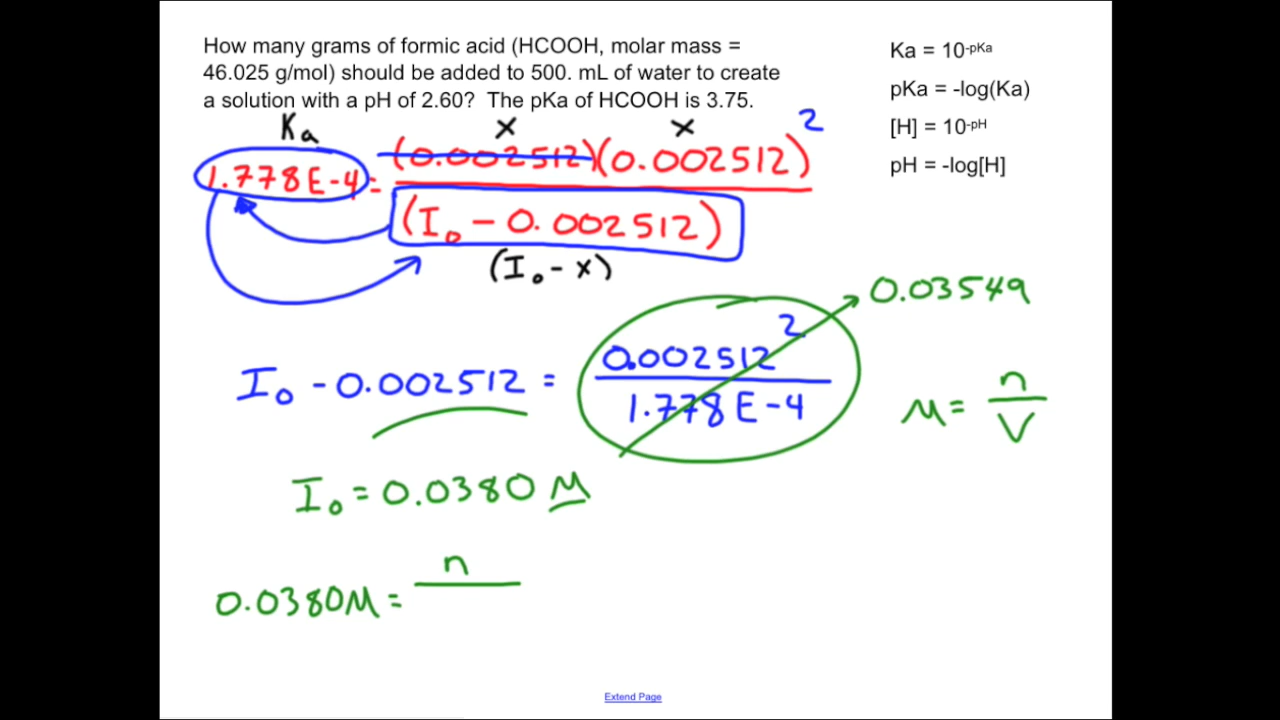 How many grams of formic acid (HCOOH, molar mass =
46.025 g/mol) should be added to 500. mL of water to create
a solution with a pH of 2.60? The pKa of HCOOH is 3.75.
Ka = 10^-pKa
pKa = -log(Ka)
[H] = 10^-pH
pH = -log[H]
Ka x x
1.778E-4 = (0.002512)(0.002512)^2
(I₀ - 0.002512)
(I₀ - x)
0.03549
I₀ - 0.002512 = 0.002512^2
1.778E-4
M = n
V
I₀ = 0.0380 M
0.0380M = n
Extend Page